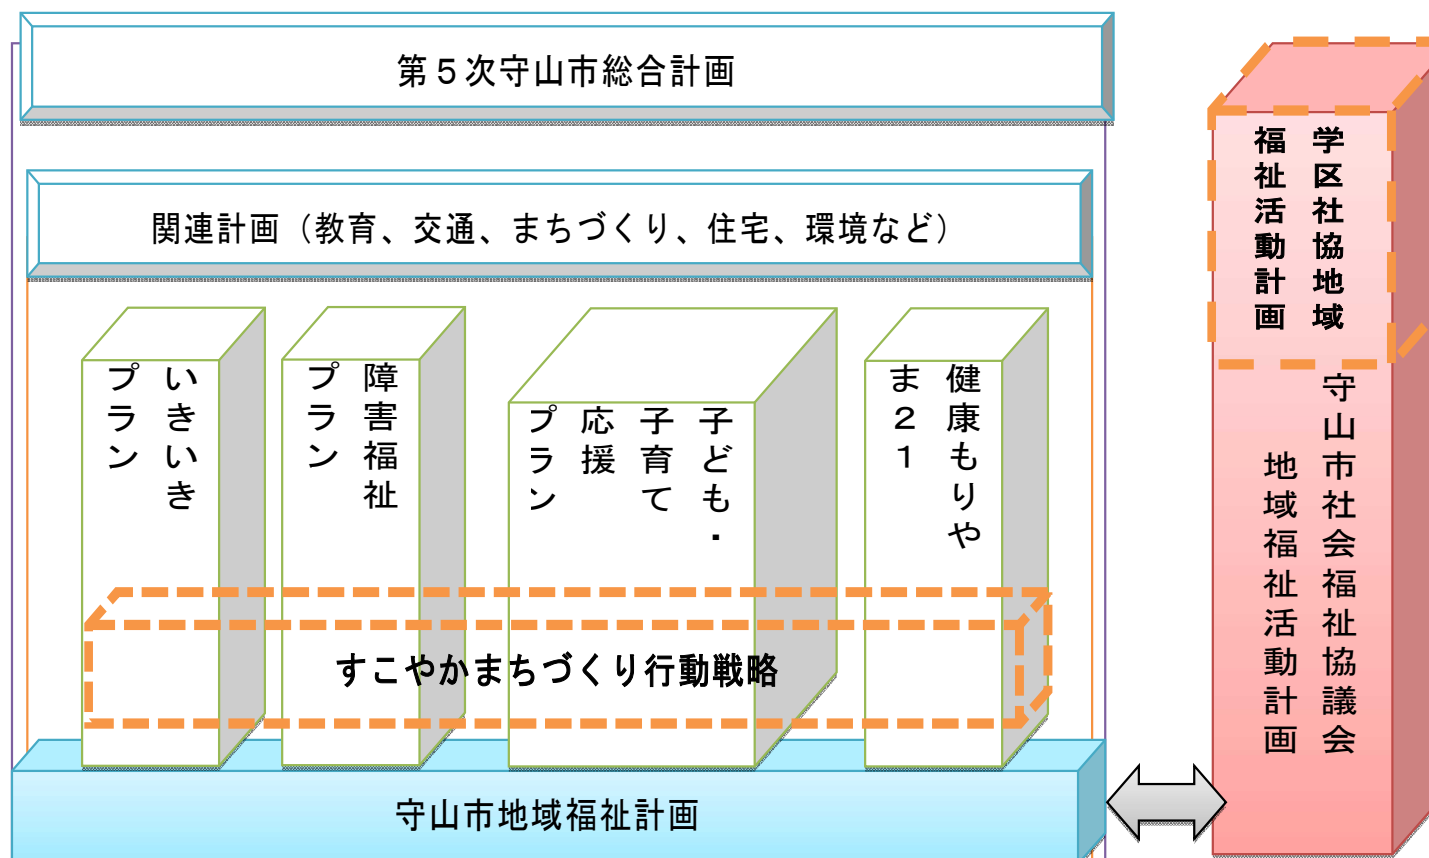 第５次守山市総合計画
関連計画（教育、交通、まちづくり、住宅、環境など）
いきいき
プラン
障害福祉
プラン
子ども・
子育て
応援
プラン
健康もりや
ま２１
すこやかまちづくり行動戦略
守山市地域福祉計画
学区社協地域
福祉活動計画
守山市社会福祉協議会
地域福祉活動計画